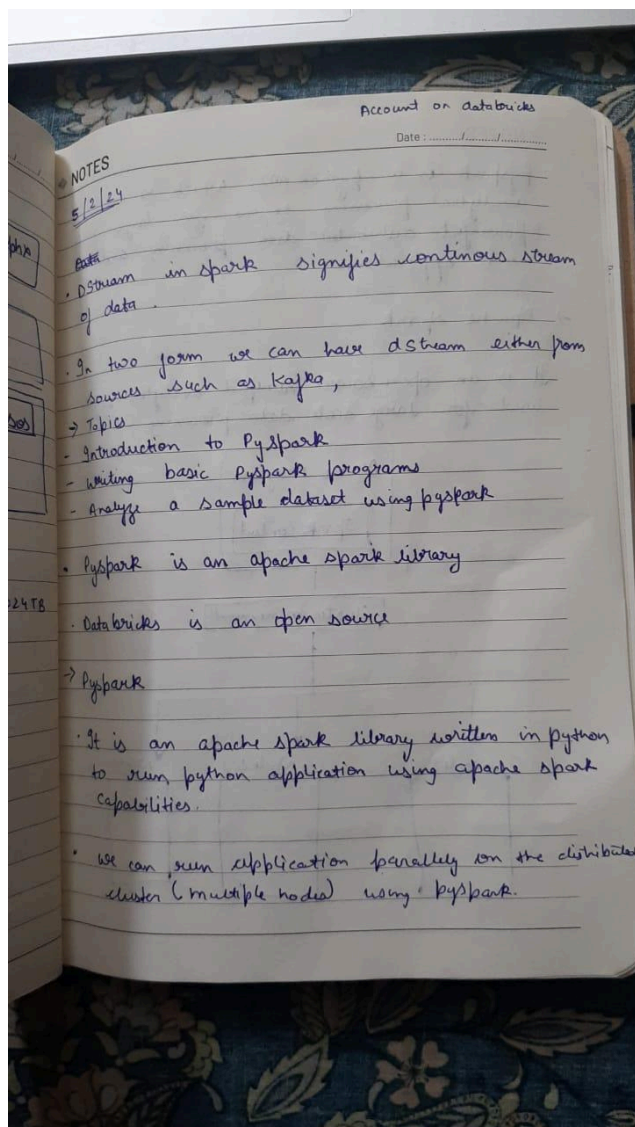 Account on databricks
Date : ........../........../..............
NOTES
5/2/24
DStream in spark signifies continous stream
of data.
. In two form we can have dstream either from
sources such as Kafka,
→ Topics
- Introduction to Pyspark
- writing basic Pyspark programs
- Analyze a sample dataset using pyspark
• Pyspark is an apache spark library
. Databricks is an open source
→ Pyspark
. It is an apache spark library written in python
to run python application using apache spark
capabilities.
• we can run application parallely on the distribute
cluster (multiple nodes) using pyspark.
phx
sos
024TB